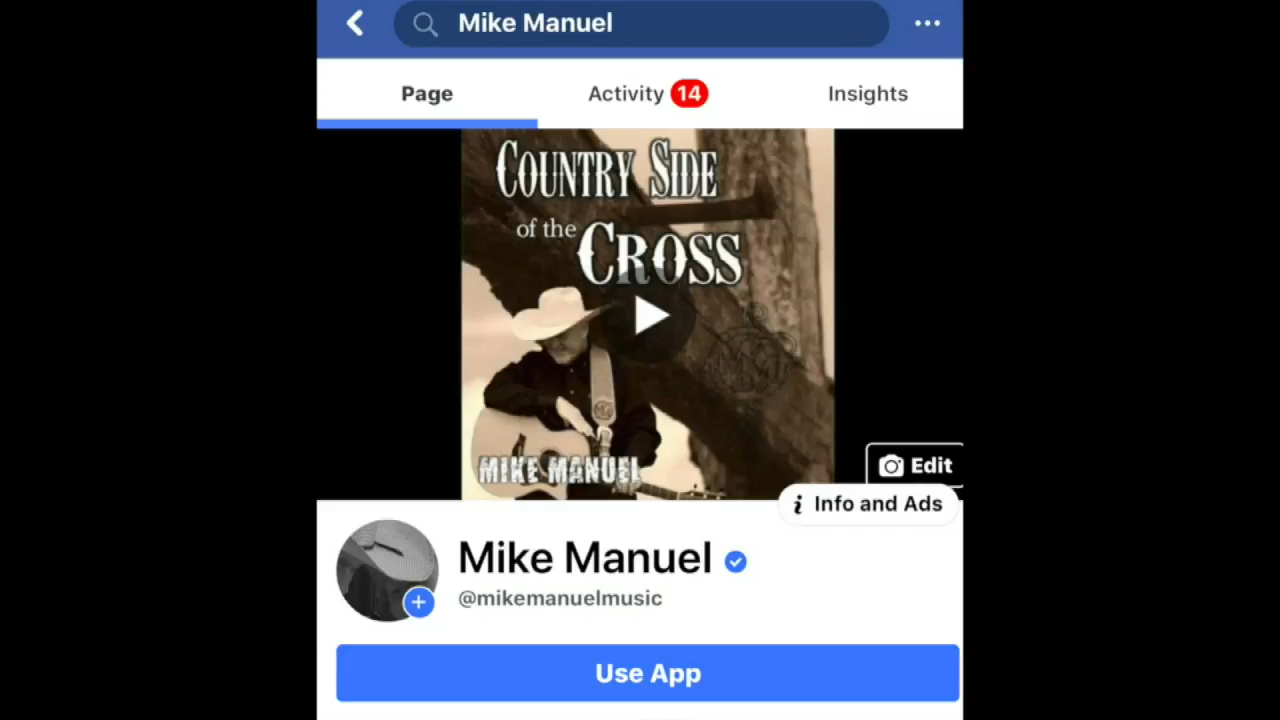 Mike Manuel
Page
Activity 14
Insights
COUNTRY SIDE
of the
CROSS
MIKE MANUEL
Edit
Info and Ads
Mike Manuel
@mikemanuelmusic
Use App